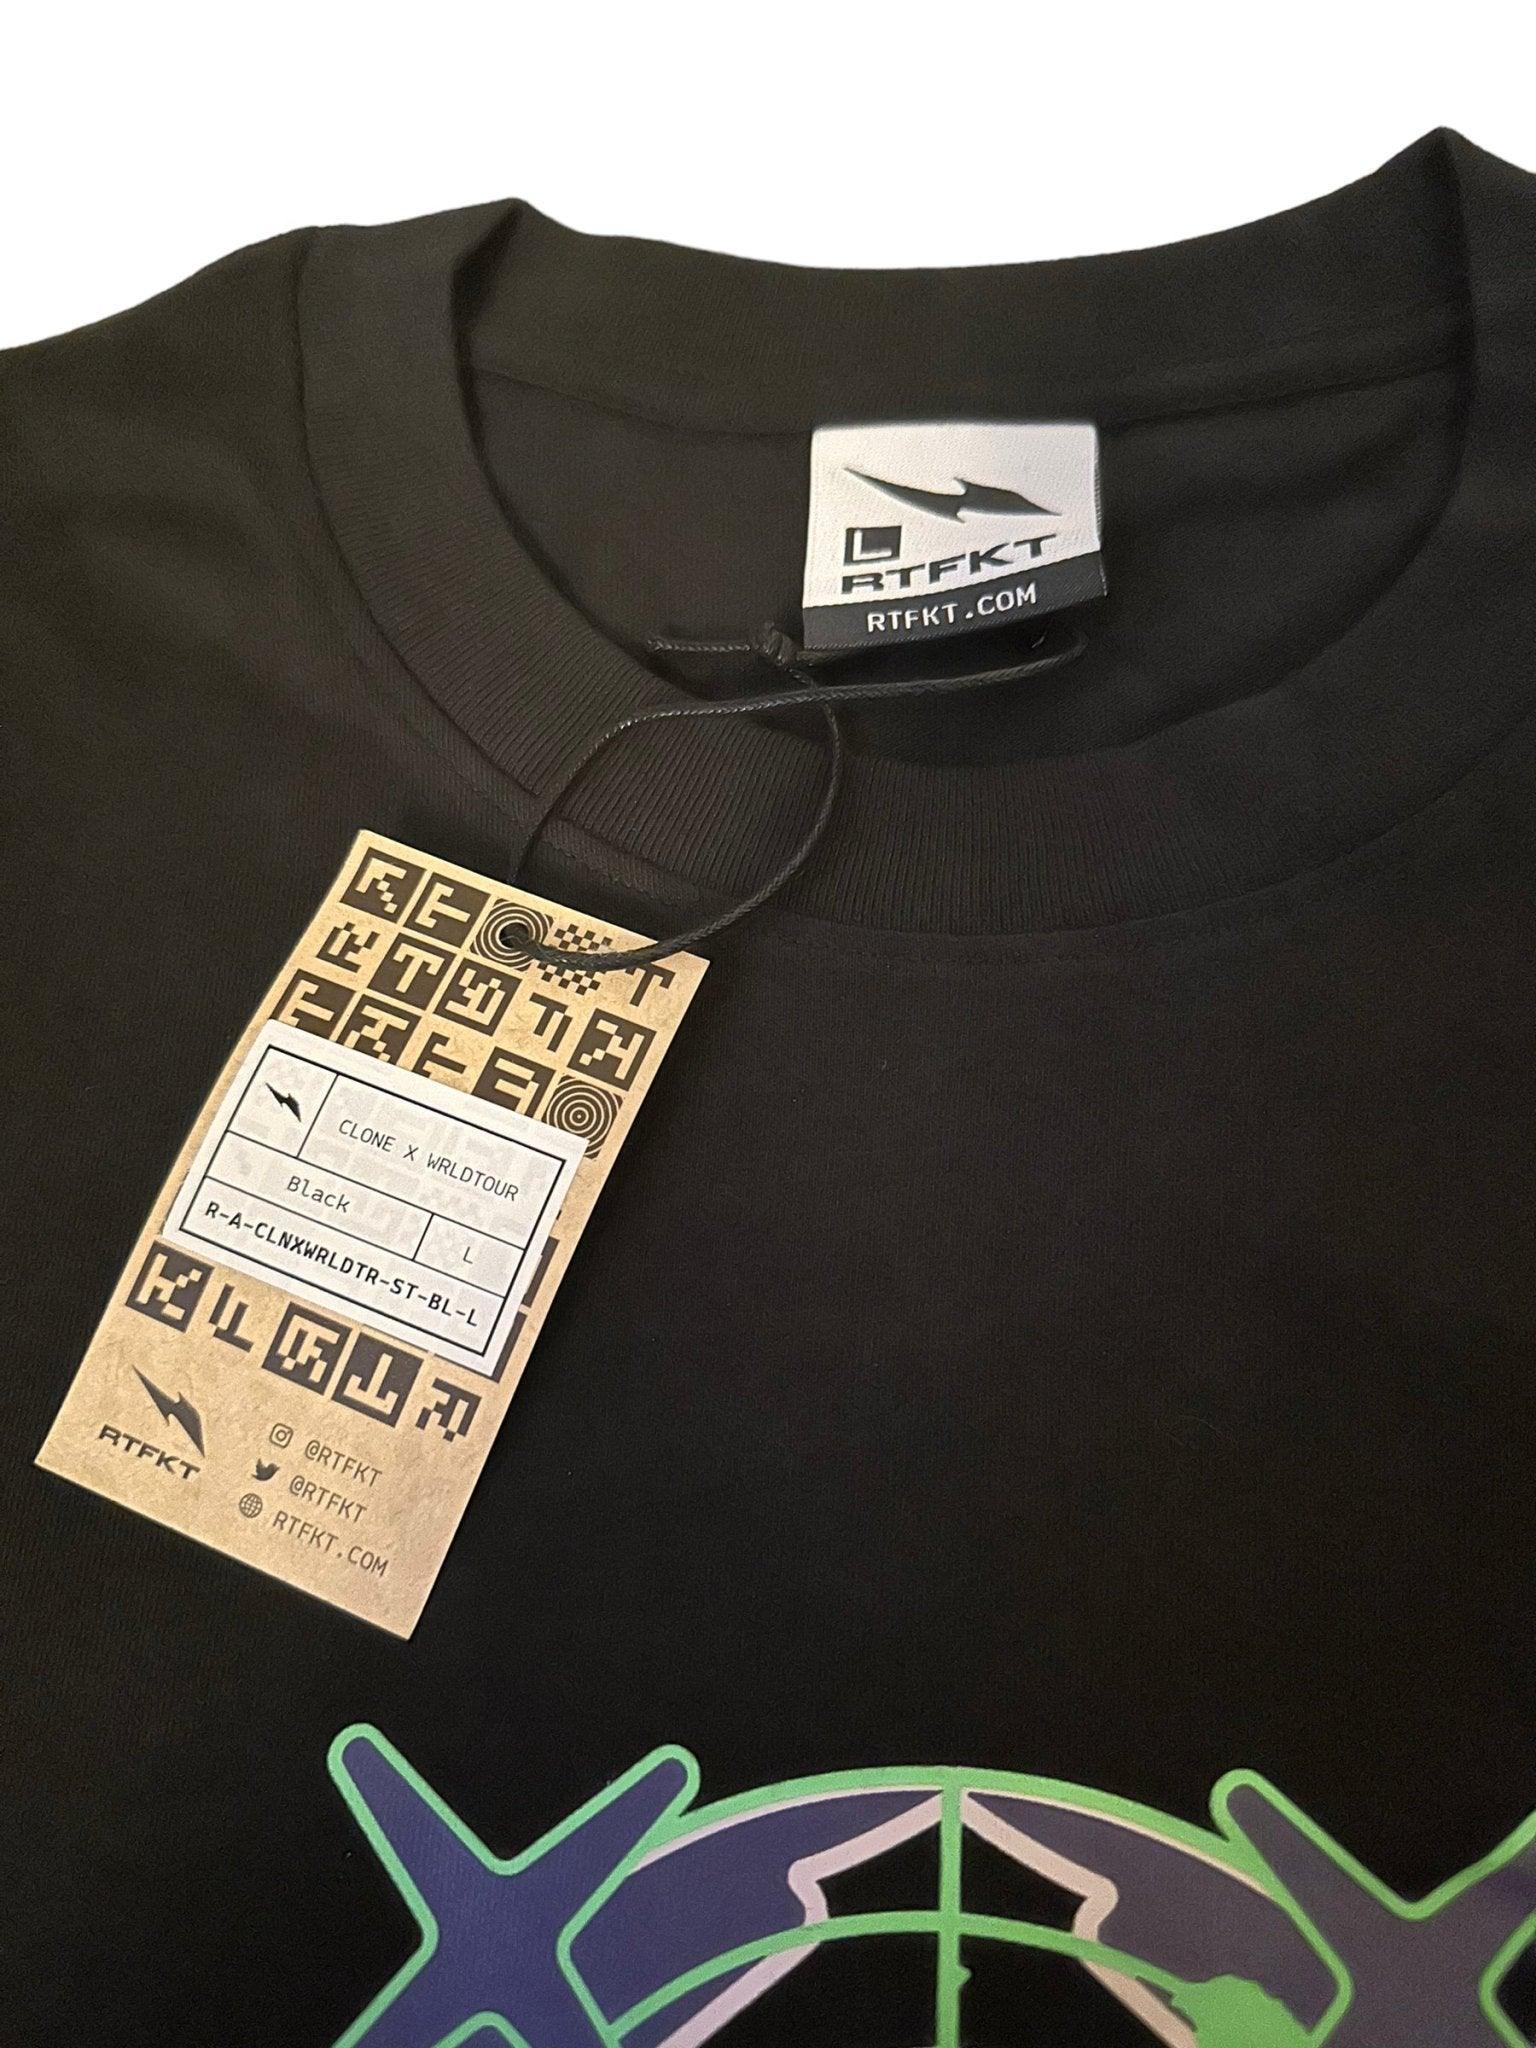 L
RTFKT
RTFKT.COM
CLONE X WRLDTOUR
Black
L
R-A-CLNXWRLDTR-ST-BL-L
RTFKT
@RTFKT
@RTFKT
RTFKT.COM